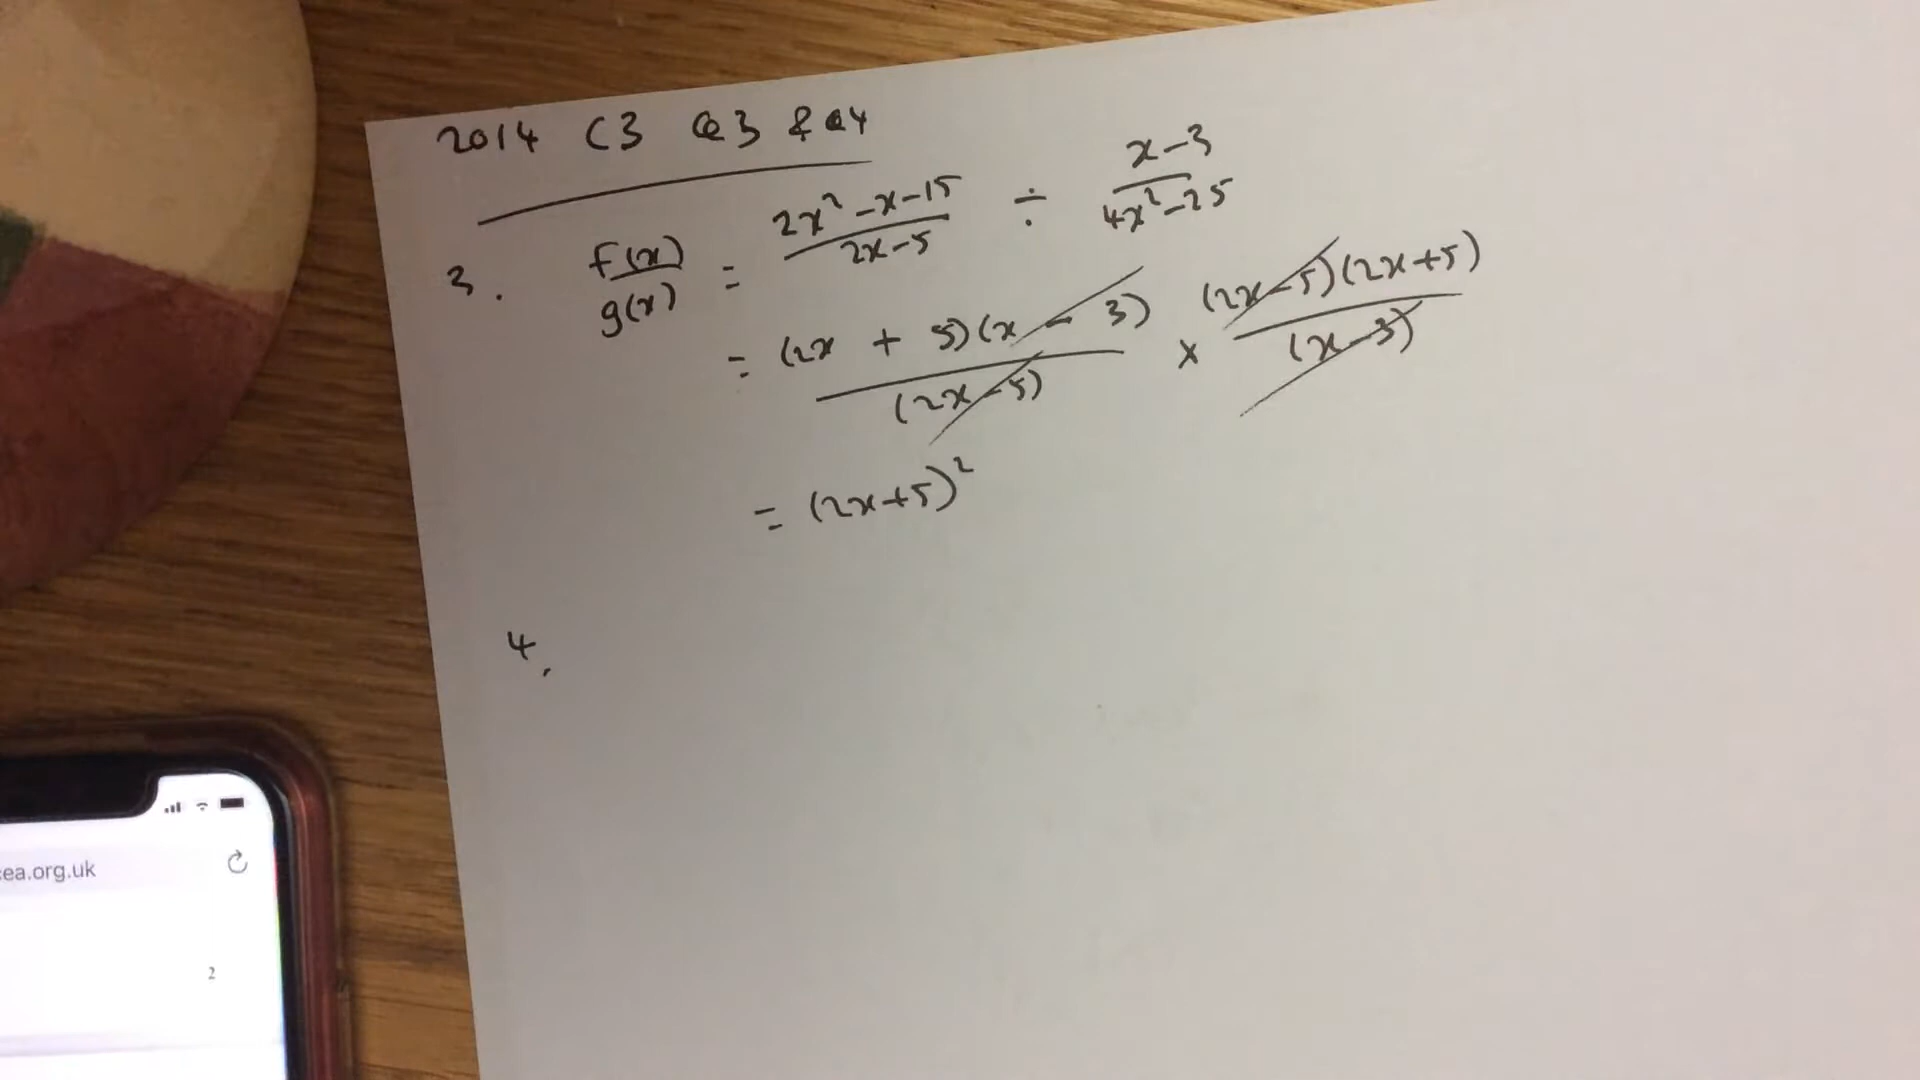 2014 C3 Q3 & Q4
3. f(x)/g(x) = 2x² - x - 15 / 2x - 5 ÷ x - 3 / 4x² - 25
= (2x + 5)(x - 3) / (2x - 5) × (2x - 5)(2x + 5) / (x - 3)
= (2x+5)²
4.
ea.org.uk
2